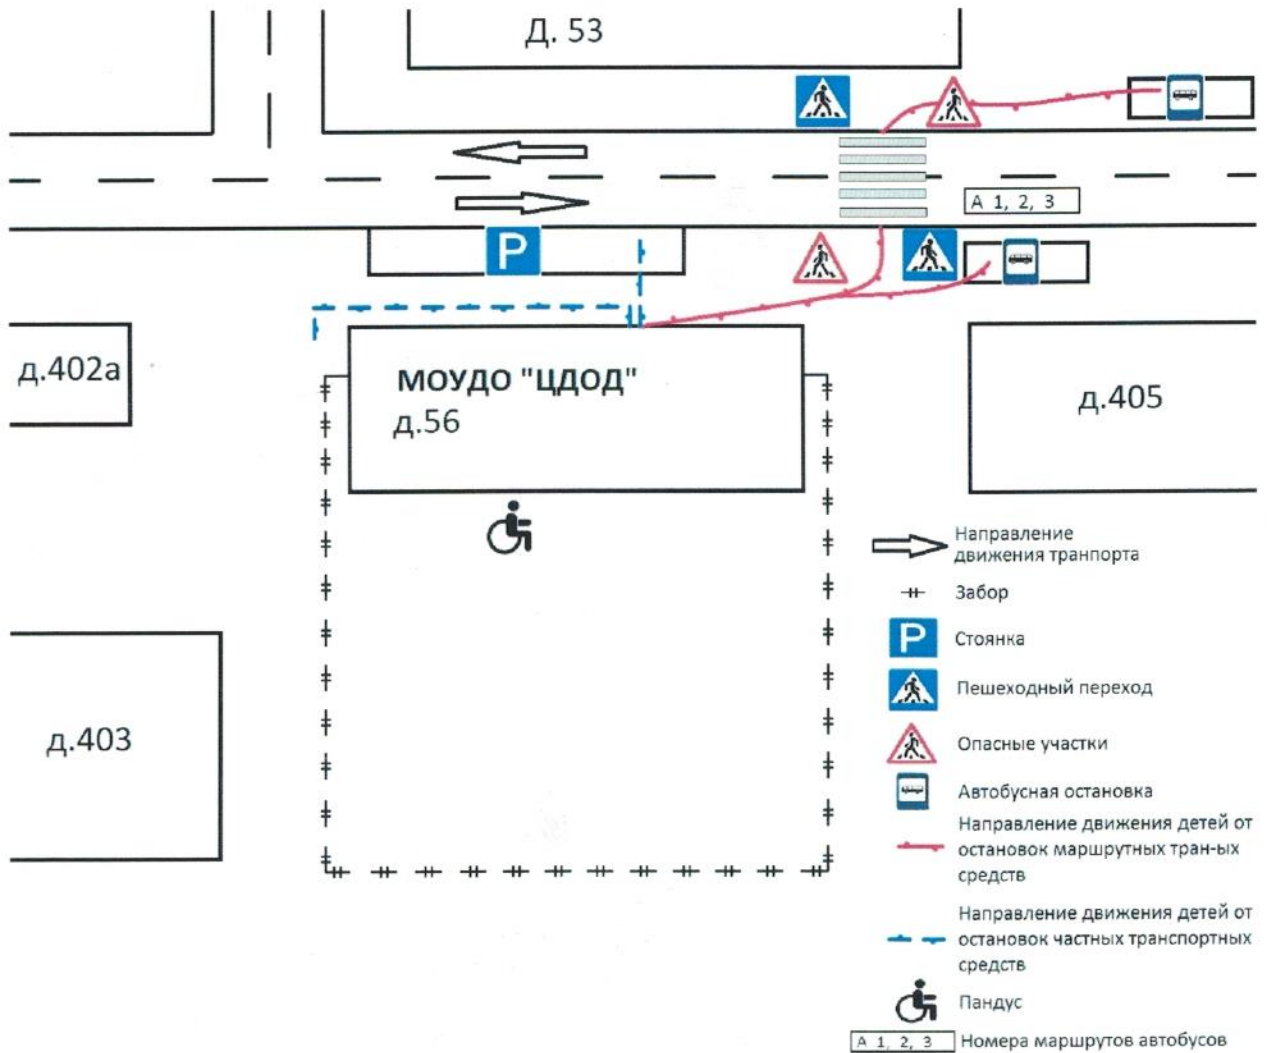 Д. 53
А 1, 2, 3
Р
д.402а
МОУДО "ЦДОД"
д.56
д.405
д.403
Направление
движения транпорта
Забор
Р
Стоянка
Пешеходный переход
Опасные участки
Автобусная остановка
Направление движения детей от
остановок маршрутных тран-ых
средств
Направление движения детей от
остановок частных транспортных
средств
Пандус
А 1, 2, 3 Номера маршрутов автобусов